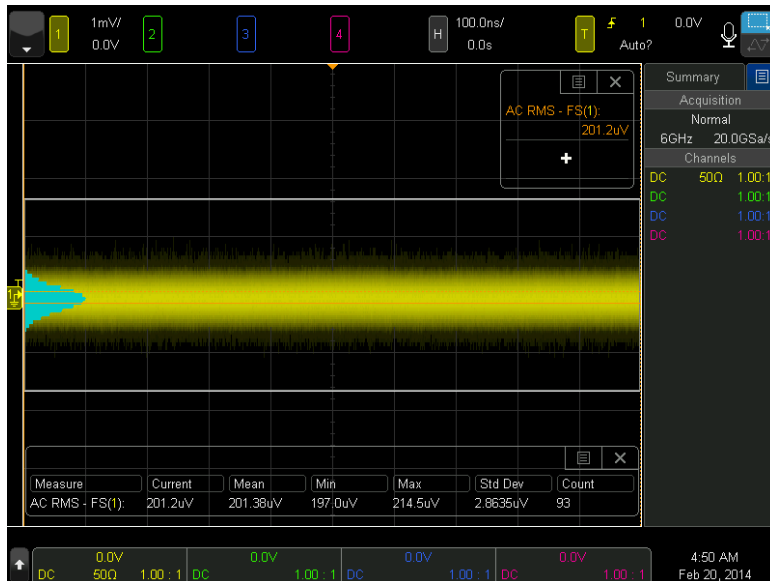 1 1mV/ 2 3 4 H 100.0ns/ T 1 0.0V
0.0V 0.0s Auto?
Summary
Acquisition
Normal
6GHz 20.0GSa/s
Channels
DC 50Ω 1.00:1
DC 1.00:1
DC 1.00:1
DC 1.00:1
AC RMS - FS(1):
201.2uV
T
1
Measure Current Mean Min Max Std Dev Count
AC RMS - FS(1): 201.2uV 201.38uV 197.0uV 214.5uV 2.8635uV 93
0.0V 0.0V 0.0V 0.0V 4:50 AM
DC 50Ω 1.00 : 1 DC 1.00 : 1 DC 1.00 : 1 DC 1.00 : 1 Feb 20, 2014